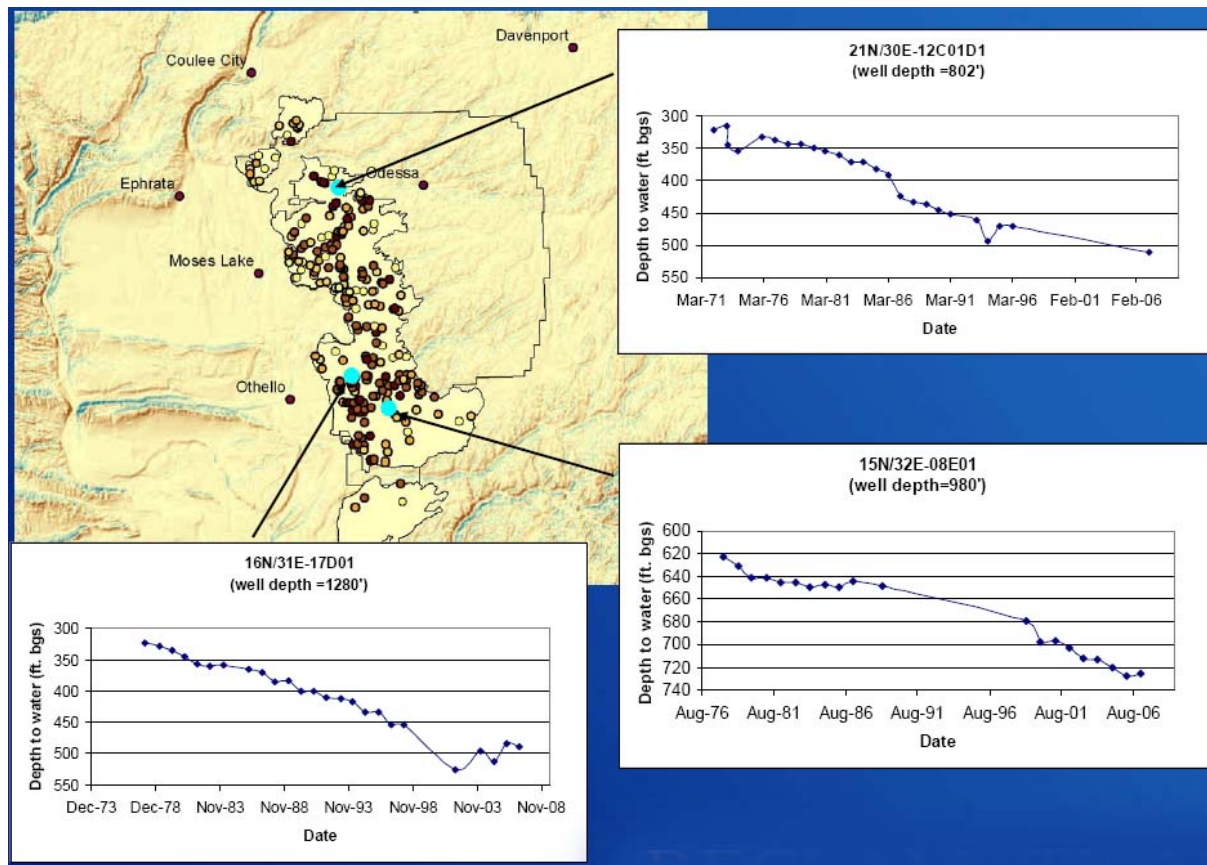 Davenport
Coulee City
Ephrata
Odessa
Moses Lake
Othello
21N/30E-12C01D1
(well depth =802')
Depth to water (ft. bgs)
300
350
400
450
500
550
Mar-71 Mar-76 Mar-81 Mar-86 Mar-91 Mar-96 Feb-01 Feb-06
Date
15N/32E-08E01
(well depth=980')
Depth to water (ft. bgs)
600
620
640
660
680
700
720
740
Aug-76 Aug-81 Aug-86 Aug-91 Aug-96 Aug-01 Aug-06
Date
16N/31E-17D01
(well depth =1280')
Depth to water (ft. bgs)
300
350
400
450
500
550
Dec-73 Dec-78 Nov-83 Nov-88 Nov-93 Nov-98 Nov-03 Nov-08
Date